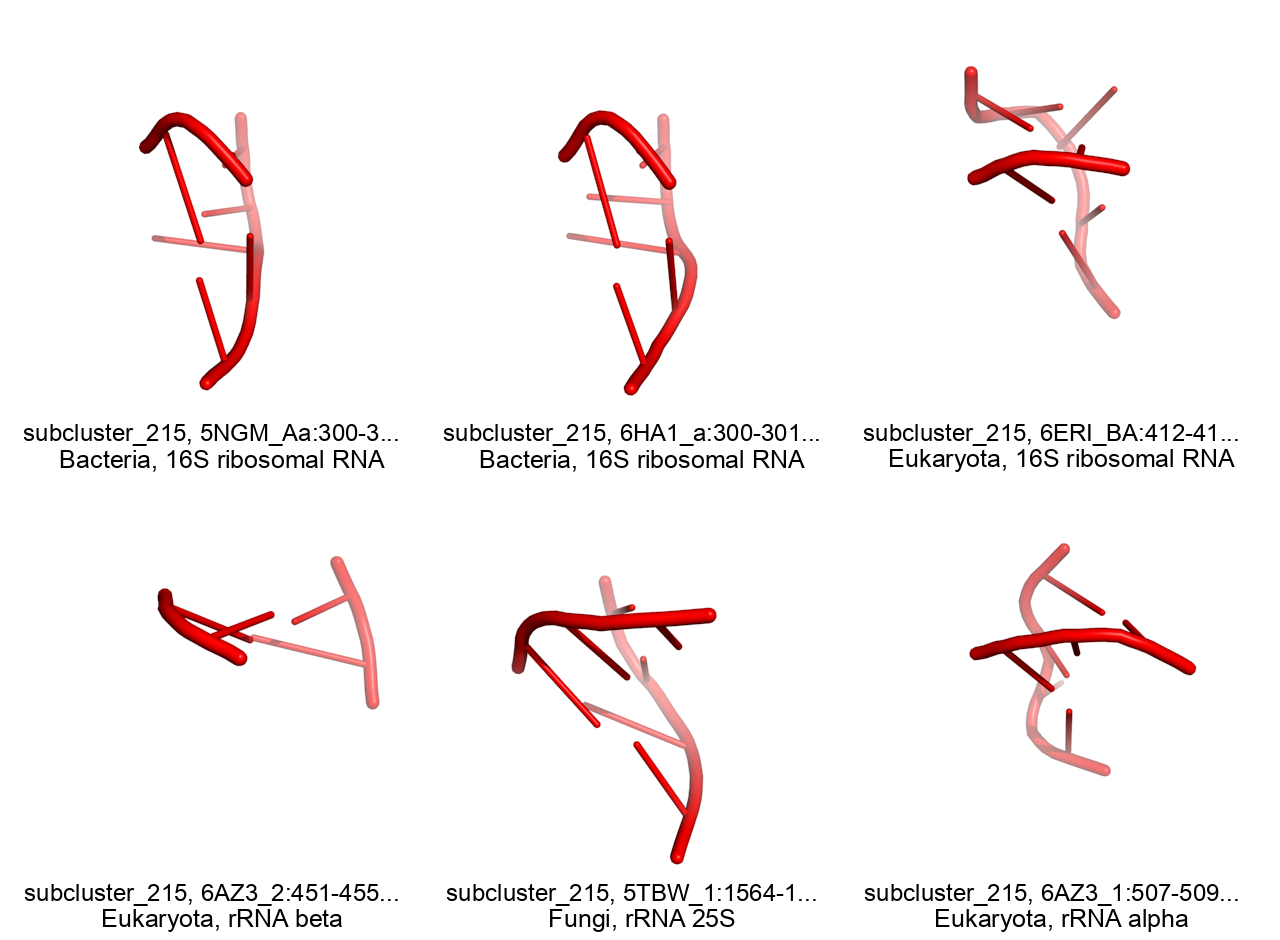 subcluster_215, 5NGM_Aa:300-3...
Bacteria, 16S ribosomal RNA
subcluster_215, 6HA1_a:300-301...
Bacteria, 16S ribosomal RNA
subcluster_215, 6ERI_BA:412-41...
Eukaryota, 16S ribosomal RNA
subcluster_215, 6AZ3_2:451-455...
Eukaryota, rRNA beta
subcluster_215, 5TBW_1:1564-1...
Fungi, rRNA 25S
subcluster_215, 6AZ3_1:507-509...
Eukaryota, rRNA alpha